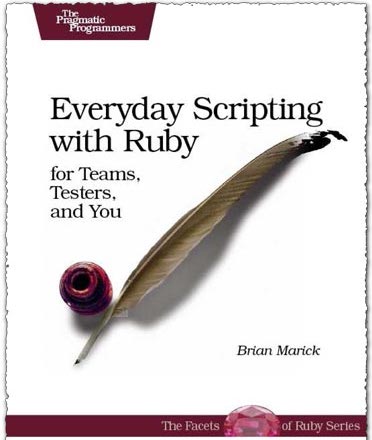 The
Pragmatic
Programmers
Everyday Scripting
with Ruby
for Teams,
Testers,
and You
Brian Marick
The Facets of Ruby Series